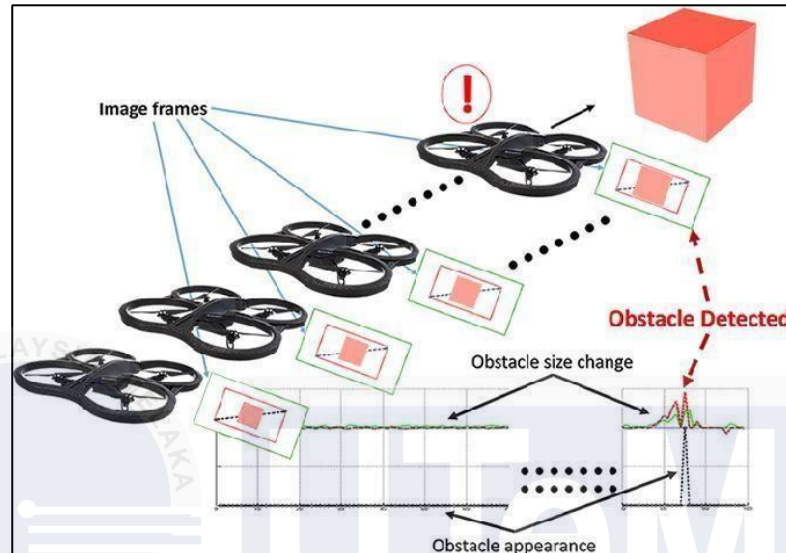 !
Image frames
Obstacle Detected
Obstacle size change
Obstacle appearance